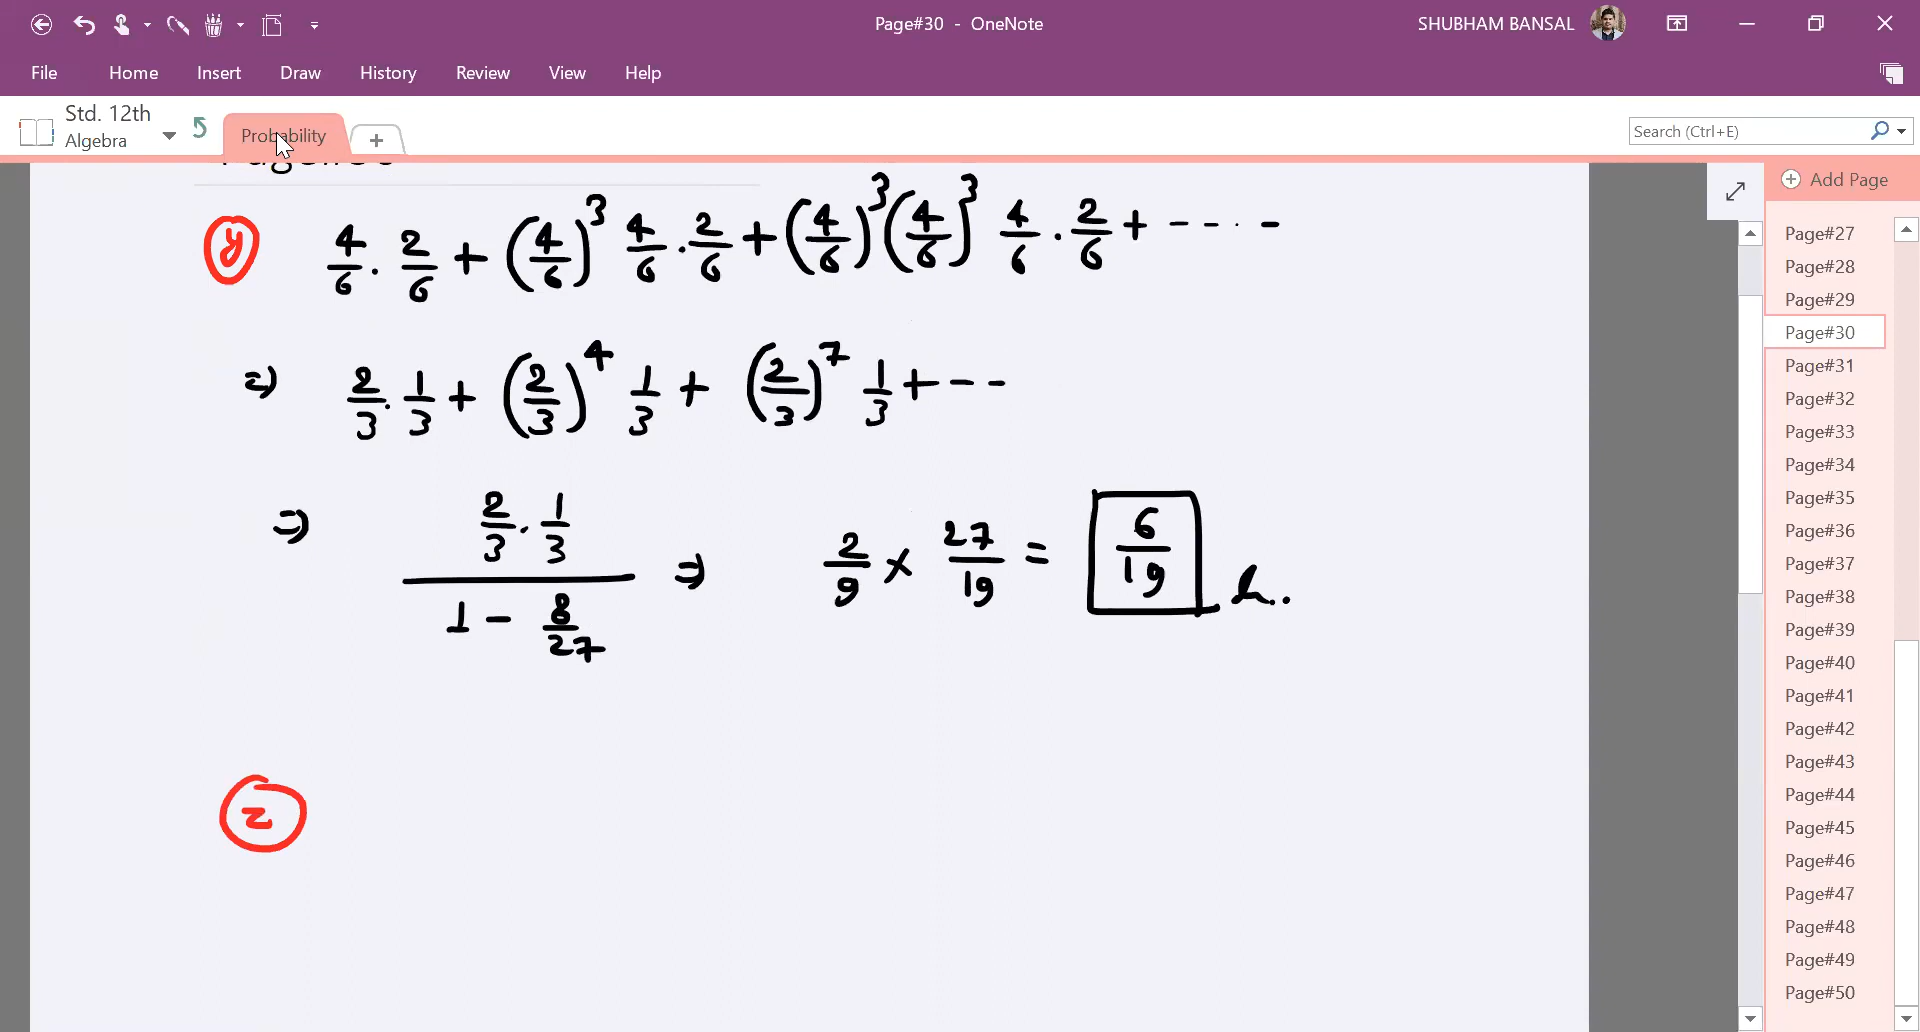 Page#30 - OneNote
SHUBHAM BANSAL
File Home Insert Draw History Review View Help
Std. 12th
Algebra
Probability
+
Search (Ctrl+E)
Add Page
y 4/6 · 2/6 + (4/6)^3 4/6 · 2/6 + (4/6)^3 (4/6)^3 4/6 · 2/6 + - - - -
=) 2/3 · 1/3 + (2/3)^4 1/3 + (2/3)^7 1/3 + - -
=> (2/3 · 1/3)/(1 - 8/27) => 2/9 × 27/19 = 6/19
z
Page#27
Page#28
Page#29
Page#30
Page#31
Page#32
Page#33
Page#34
Page#35
Page#36
Page#37
Page#38
Page#39
Page#40
Page#41
Page#42
Page#43
Page#44
Page#45
Page#46
Page#47
Page#48
Page#49
Page#50